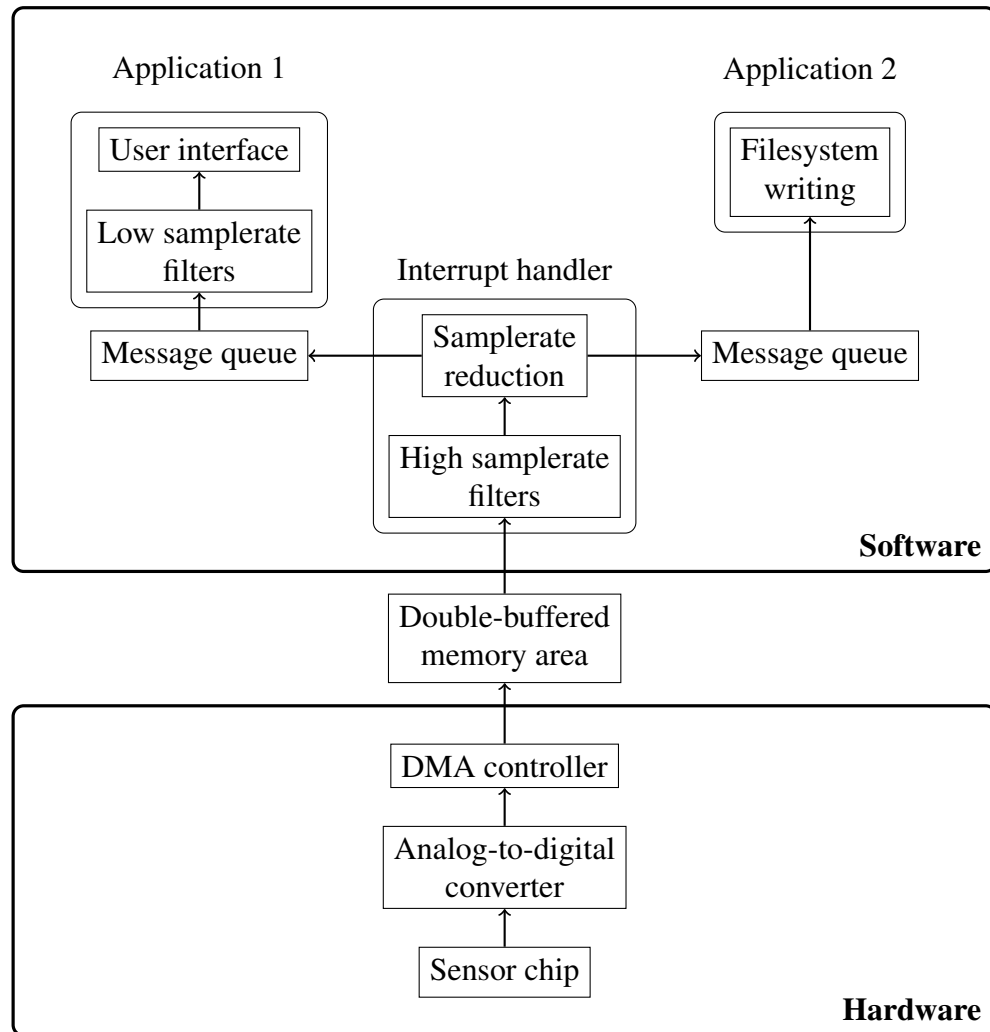 Application 1
Application 2
User interface
Filesystem
writing
Low samplerate
filters
Interrupt handler
Message queue
Samplerate
reduction
Message queue
High samplerate
filters
Software
Double-buffered
memory area
DMA controller
Analog-to-digital
converter
Sensor chip
Hardware